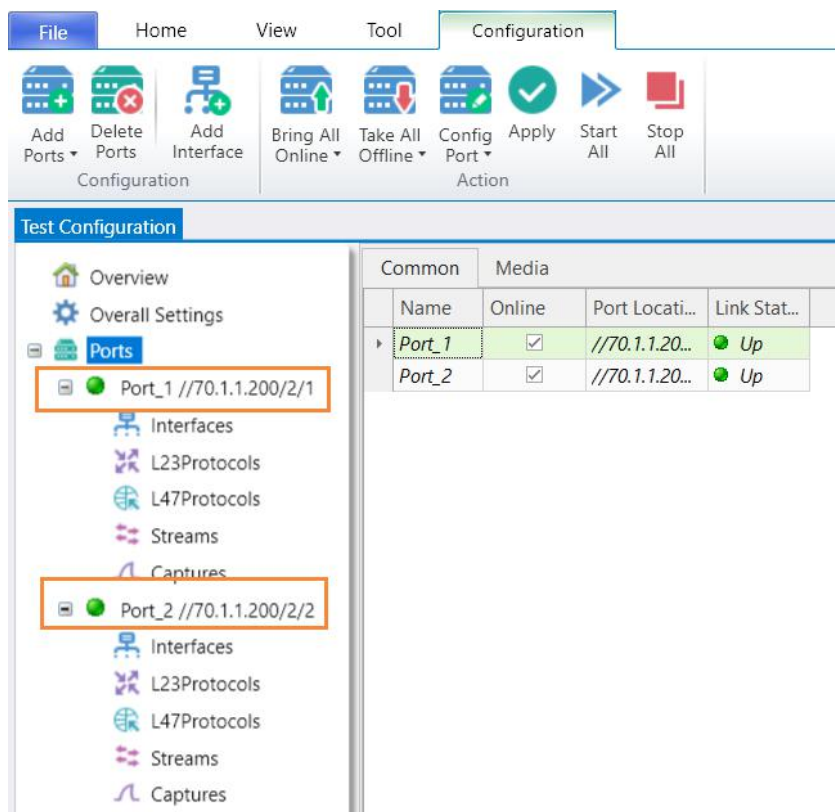 File Home View Tool Configuration
Add Ports Delete Ports Add Interface Bring All Online Take All Offline Config Port Apply Start All Stop All
Configuration Action
Test Configuration
Overview
Overall Settings
Ports
Port_1 //70.1.1.200/2/1
Interfaces
L23Protocols
L47Protocols
Streams
Captures
Port_2 //70.1.1.200/2/2
Interfaces
L23Protocols
L47Protocols
Streams
Captures
Common Media
Name Online Port Locati... Link Stat...
Port_1 //70.1.1.20... Up
Port_2 //70.1.1.20... Up